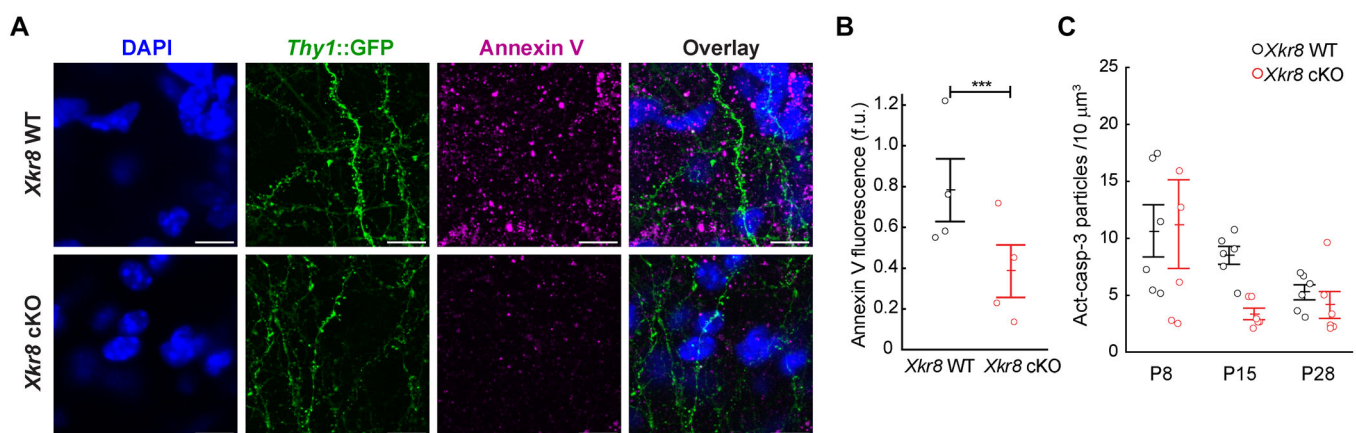 A
DAPI
Thy1::GFP
Annexin V
Overlay
Xkr8 WT
Xkr8 cKO
B
Annexin V fluorescence (f.u.)
1.2
1.0
0.8
0.6
0.4
0.2
0
***
Xkr8 WT
Xkr8 cKO
C
Xkr8 WT
Xkr8 cKO
Act-casp-3 particles /10 μm³
25
20
15
10
5
0
P8
P15
P28